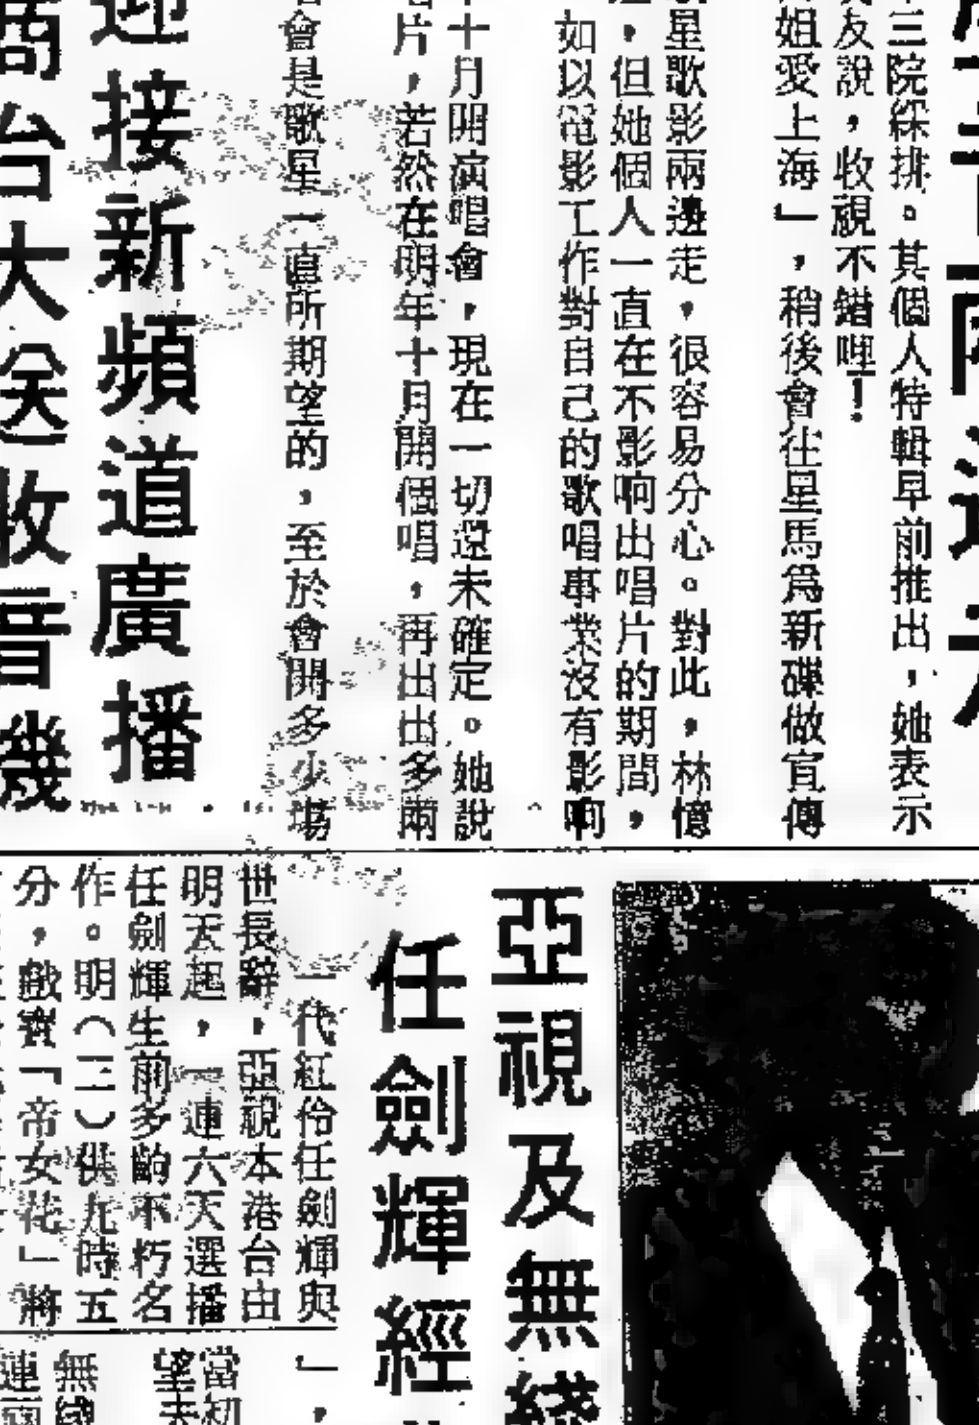 三院綵排。其個人特輯早前推出，她表示
友說，收視不錯哩！
姐愛上海」，稍後會往星馬為新碟做宣傳
星歌影兩邊走，很容易分心。對此，林憶
，但她個人一直在不影响出唱片的期間，
如以電影工作對自己的歌唱事業沒有影响
十月開演唱會，現在一切還未確定。她說
片，若然在明年十月開個唱，再出出多兩
會是歌星一直所期望的，至於會開多少場
迎接新頻道廣播
商台大送收音機
亞視及無綫
任劍輝經
一代紅伶任劍輝與
世長辭，亞視本港台由
明天起，一連六天選播
任劍輝生前多齣不朽名
作。明（三）供九時五
分，戲寶「帝女花」將
」，
當初
望
無綫
連